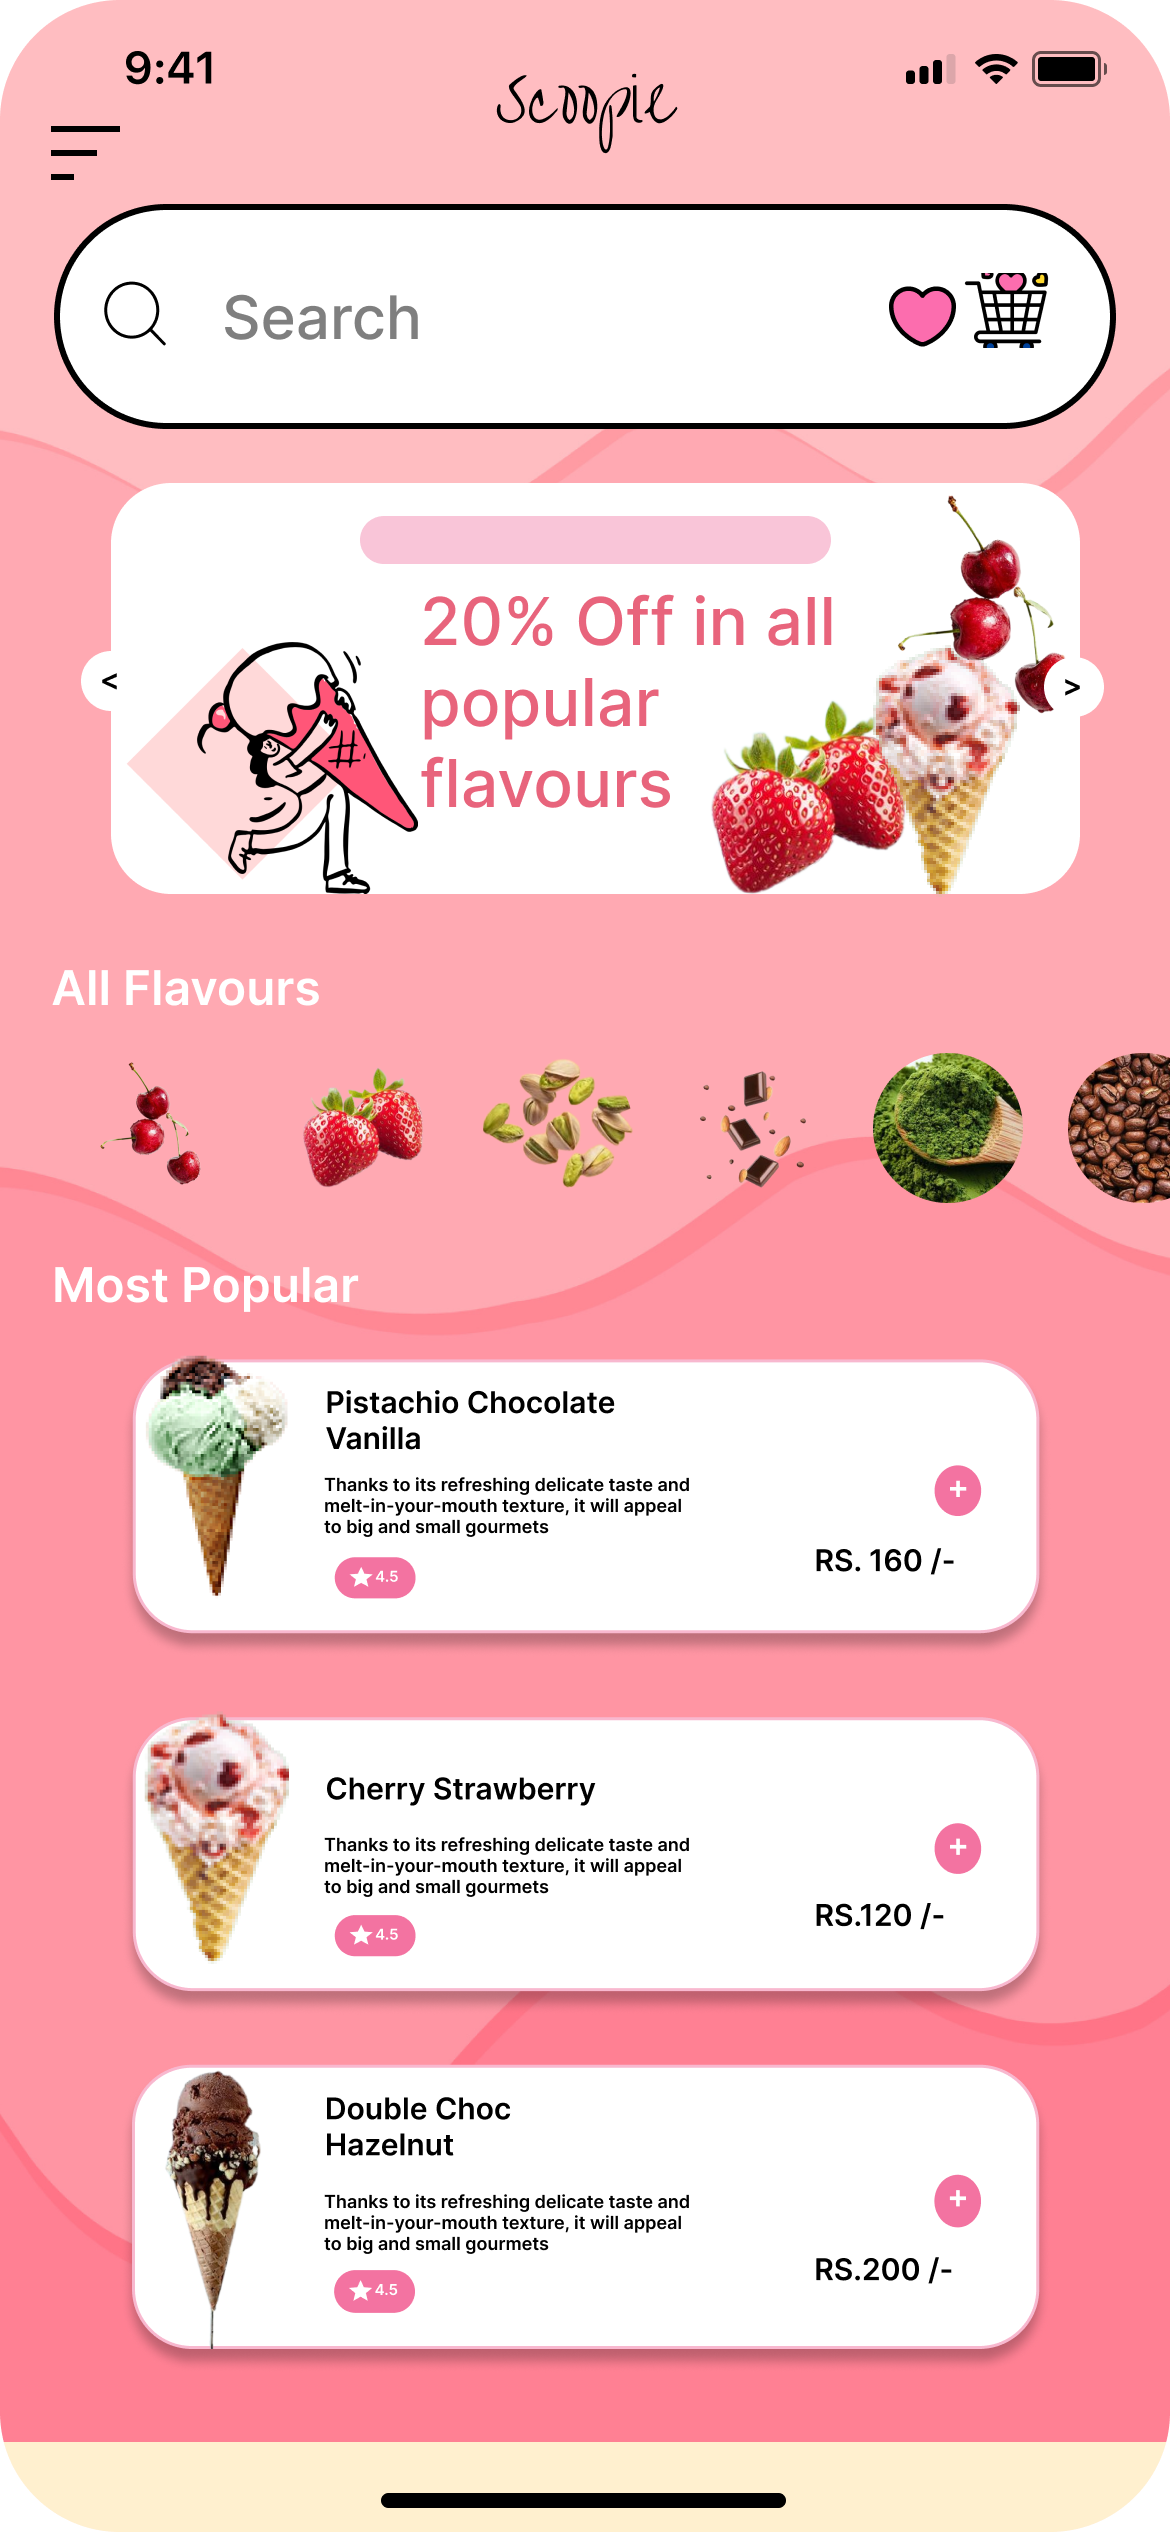 9:41
Scoopie
Search
20% Off in all
popular
flavours
<
>
All Flavours
Most Popular
Pistachio Chocolate
Vanilla
Thanks to its refreshing delicate taste and
melt-in-your-mouth texture, it will appeal
to big and small gourmets
+
RS. 160 /-
4.5
Cherry Strawberry
Thanks to its refreshing delicate taste and
melt-in-your-mouth texture, it will appeal
to big and small gourmets
+
RS.120 /-
4.5
Double Choc
Hazelnut
Thanks to its refreshing delicate taste and
melt-in-your-mouth texture, it will appeal
to big and small gourmets
+
RS.200 /-
4.5